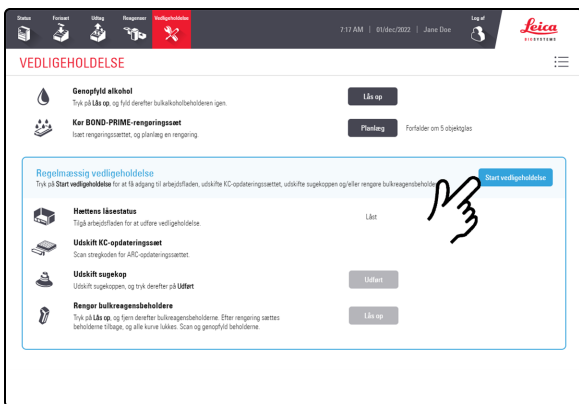 Status Forisæt Udtag Reagenser Vedligeholdelse 7:17 AM | 01/dec/2022 | Jane Doe Log af Leica
BIOSYSTEMS
VEDLIGEHOLDELSE
Genopfyld alkohol
Tryk på Lås op, og fyld derefter bulkalkoholbeholderen igen.
Lås op
Kør BOND-PRIME-rengøringssæt
Isæt rengøringssættet, og planlæg en rengøring.
Planlæg Forfalder om 5 objektglas
Regelmæssig vedligeholdelse
Tryk på Start vedligeholdelse for at få adgang til arbejdsfladen, udskifte KC-opdateringssættet, udskifte sugekoppen og/eller rengøre bulkreagensbeholde
Start vedligeholdelse
Hættens låsestatus
Tilgå arbejdsfladen for at udføre vedligeholdelse.
Låst
Udskift KC-opdateringssæt
Scan stregkoden for ARC-opdateringssættet.
Udskift sugekop
Udskift sugekoppen, og tryk derefter på Udført
Udført
Rengør bulkreagensbeholdere
Tryk på Lås op, og fjern derefter bulkreagensbeholderne. Efter rengøring sættes
beholderne tilbage, og alle kurve lukkes. Scan og genopfyld beholderne.
Lås op